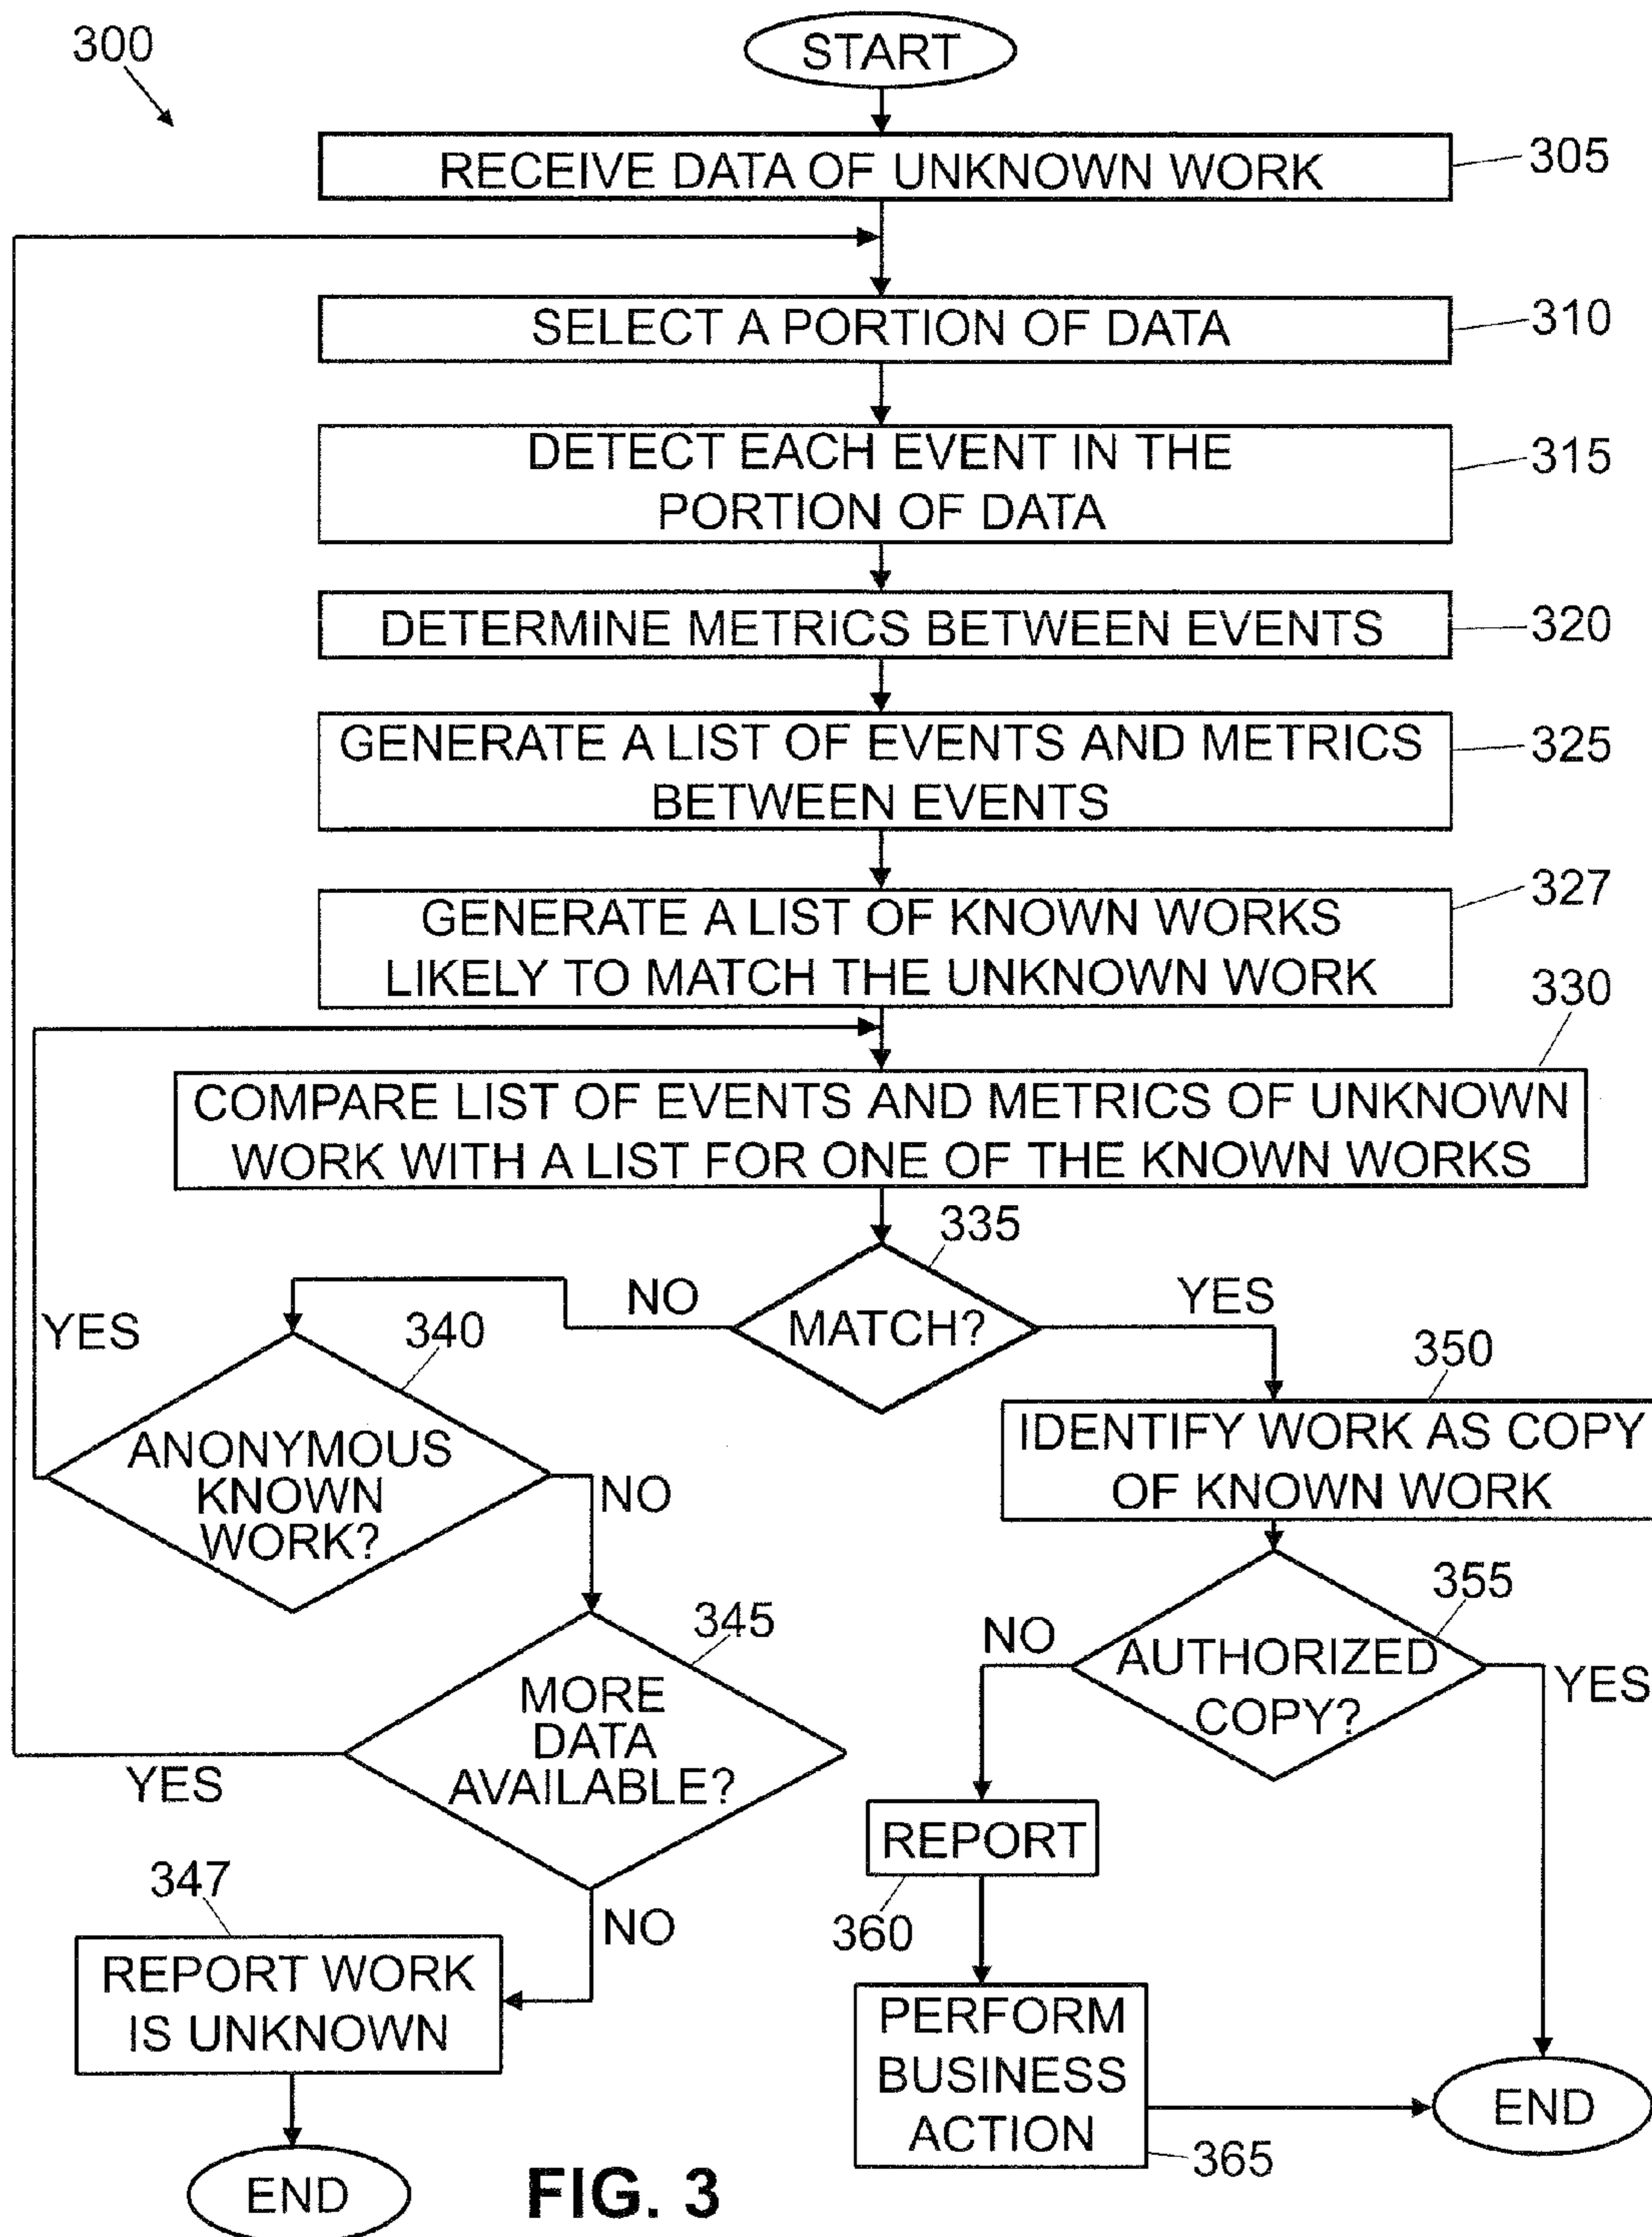 300
START
RECEIVE DATA OF UNKNOWN WORK
305
SELECT A PORTION OF DATA
310
DETECT EACH EVENT IN THE
PORTION OF DATA
315
DETERMINE METRICS BETWEEN EVENTS
320
GENERATE A LIST OF EVENTS AND METRICS
BETWEEN EVENTS
325
GENERATE A LIST OF KNOWN WORKS
LIKELY TO MATCH THE UNKNOWN WORK
327
330
COMPARE LIST OF EVENTS AND METRICS OF UNKNOWN
WORK WITH A LIST FOR ONE OF THE KNOWN WORKS
335
MATCH?
NO
YES
YES
340
ANONYMOUS
KNOWN
WORK?
NO
350
IDENTIFY WORK AS COPY
OF KNOWN WORK
345
MORE
DATA
AVAILABLE?
YES
NO
355
AUTHORIZED
COPY?
NO
YES
347
REPORT WORK
IS UNKNOWN
END
REPORT
360
PERFORM
BUSINESS
ACTION
365
END
FIG. 3